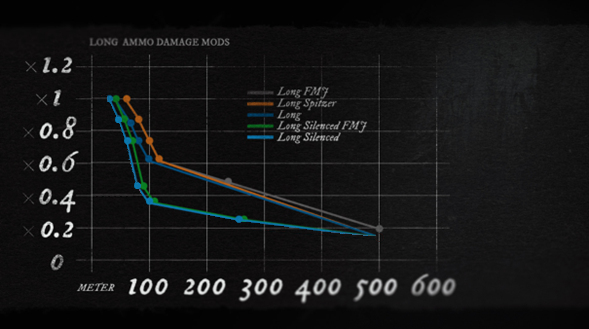 LONG AMMO DAMAGE MODS
× 1.2
× 1
× 0.8
× 0.6
× 0.4
× 0.2
0
Long FMJ
Long Spitzer
Long
Long Silenced FMJ
Long Silenced
METER 100 200 300 400 500 600